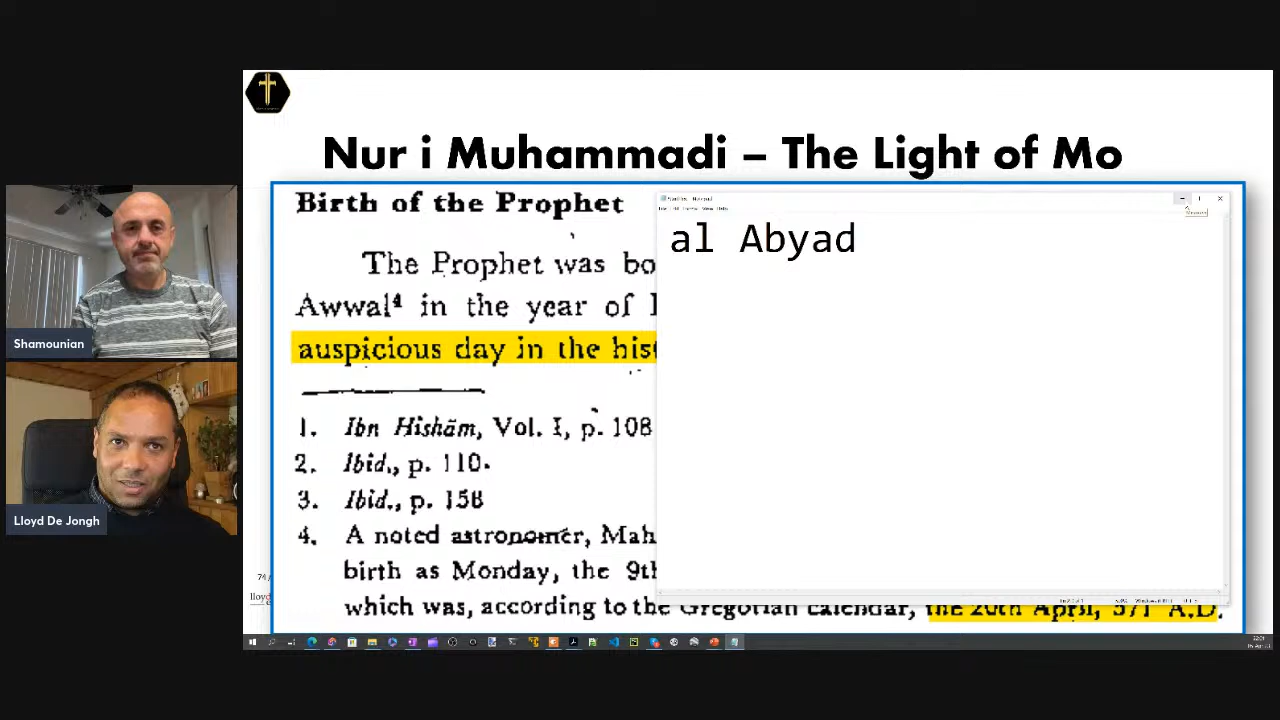 Nur i Muhammadi – The Light of Mo
Birth of the Prophet
The Prophet was bo
Awwal⁴ in the year of
auspicious day in the his
1. Ibn Hishām, Vol. I, p. 108
2. Ibid., p. 110.
3. Ibid., p. 158
4. A noted astronomer, Mah
birth as Monday, the 9th
which was, according to the Gregorian calendar, the 20th April, 571 A.D.
al Abyad
Shamounian
Lloyd De Jongh
74
lloyd